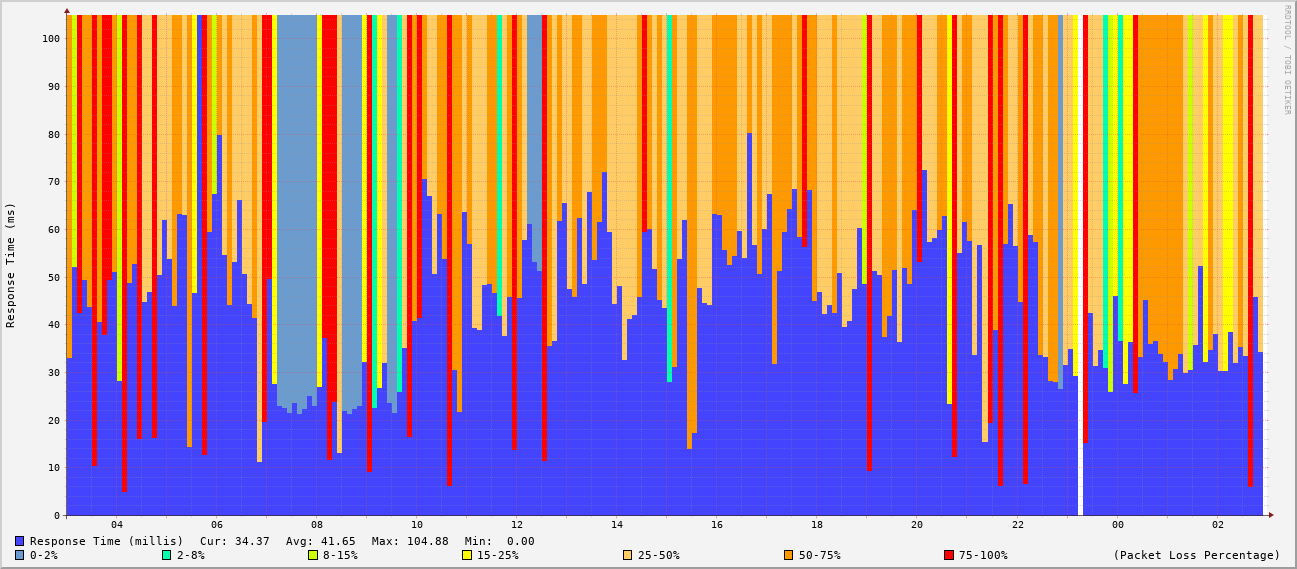 RRDTOOL / TOBI OETIKER
Response Time (ms)
100
90
80
70
60
50
40
30
20
10
0
04 06 08 10 12 14 16 18 20 22 00 02
Response Time (millis) Cur: 34.37 Avg: 41.65 Max: 104.88 Min: 0.00
0-2% 2-8% 8-15% 15-25% 25-50% 50-75% 75-100% (Packet Loss Percentage)